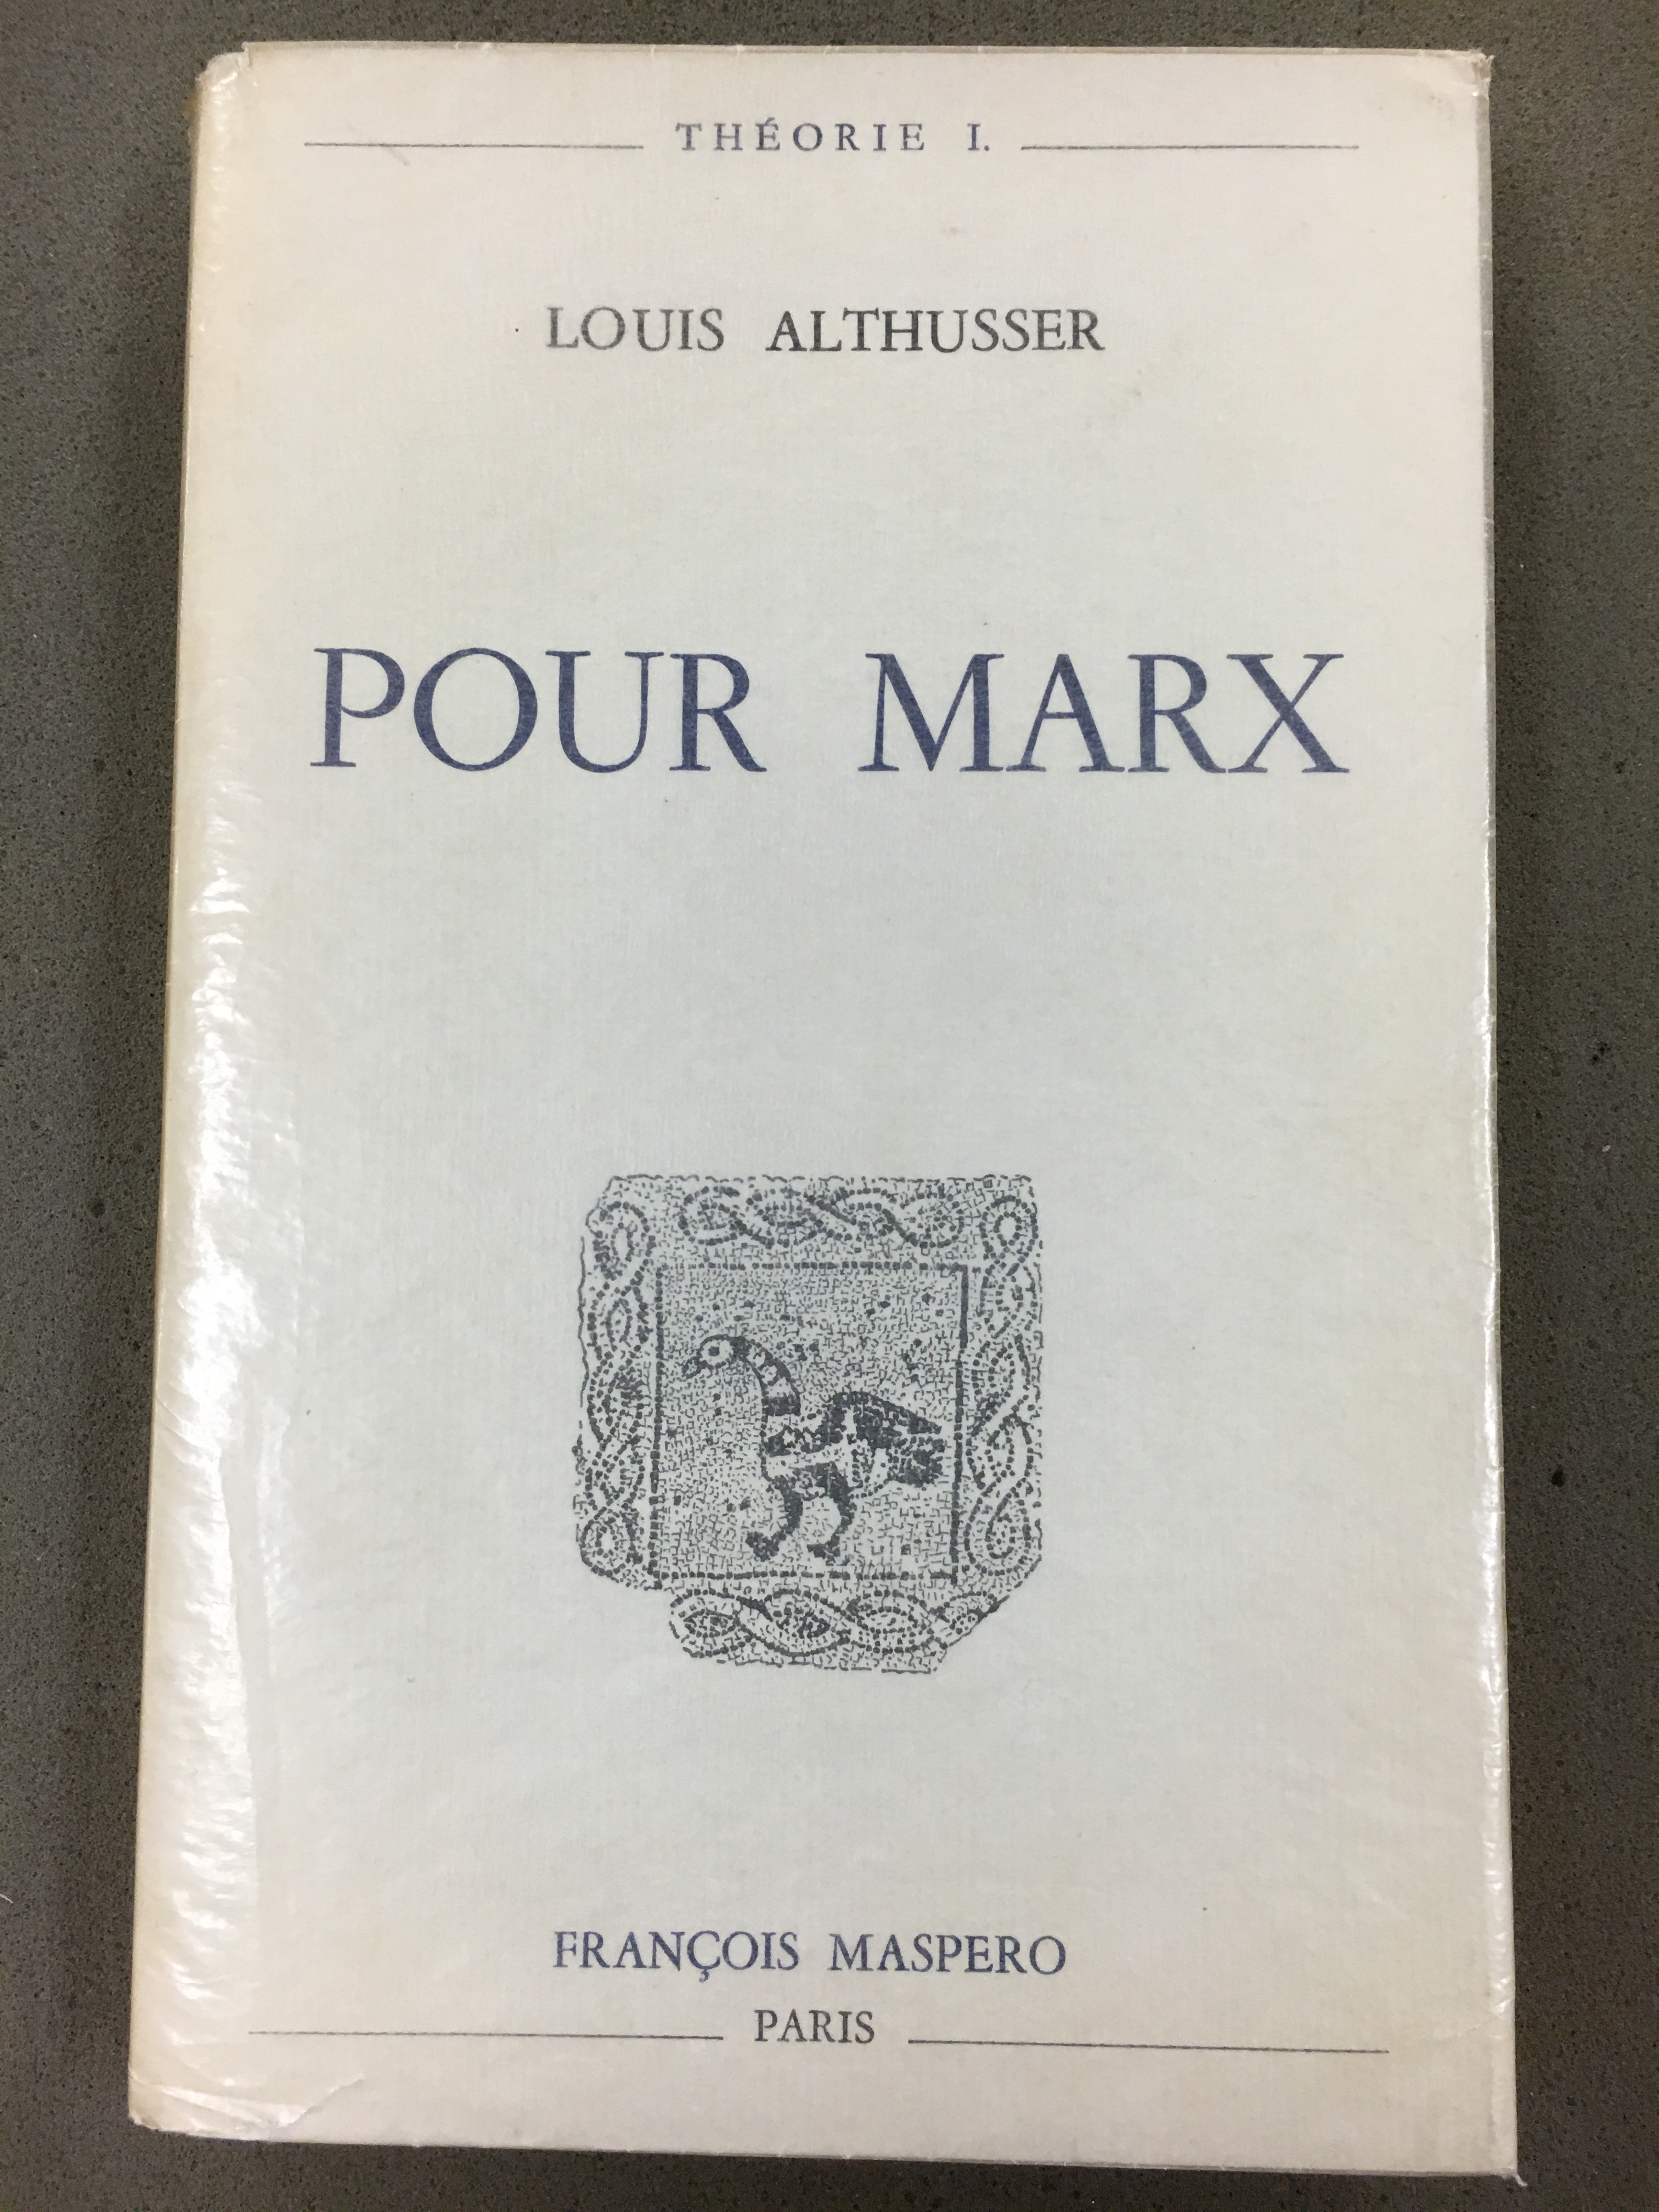 THÉORIE I.
LOUIS ALTHUSSER
POUR MARX
FRANÇOIS MASPERO
PARIS